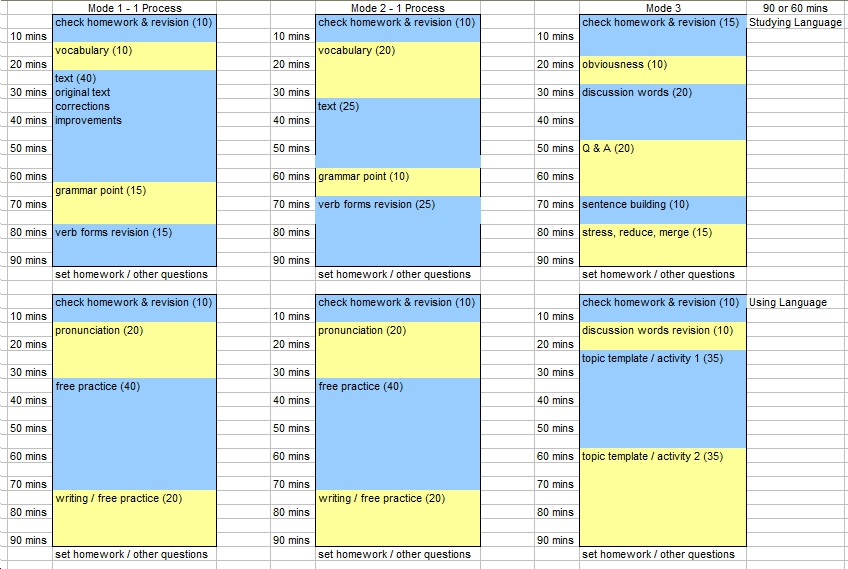 Mode 1 - 1 Process Mode 2 - 1 Process Mode 3 90 or 60 mins
check homework & revision (10) check homework & revision (10) check homework & revision (15) Studying Language
10 mins 10 mins 10 mins
vocabulary (10) vocabulary (20)
20 mins 20 mins 20 mins obviousness (10)
text (40)
30 mins original text 30 mins 30 mins discussion words (20)
corrections text (25)
40 mins improvements 40 mins 40 mins
50 mins 50 mins 50 mins Q & A (20)
60 mins 60 mins grammar point (10) 60 mins
grammar point (15)
70 mins 70 mins verb forms revision (25) 70 mins sentence building (10)
80 mins verb forms revision (15) 80 mins 80 mins stress, reduce, merge (15)
90 mins 90 mins 90 mins
set homework / other questions set homework / other questions set homework / other questions
check homework & revision (10) check homework & revision (10) check homework & revision (10) Using Language
10 mins 10 mins 10 mins
pronunciation (20) pronunciation (20) discussion words revision (10)
20 mins 20 mins 20 mins
topic template / activity 1 (35)
30 mins 30 mins 30 mins
free practice (40) free practice (40)
40 mins 40 mins 40 mins
50 mins 50 mins 50 mins
60 mins 60 mins 60 mins topic template / activity 2 (35)
70 mins 70 mins 70 mins
writing / free practice (20) writing / free practice (20)
80 mins 80 mins 80 mins
90 mins 90 mins 90 mins
set homework / other questions set homework / other questions set homework / other questions